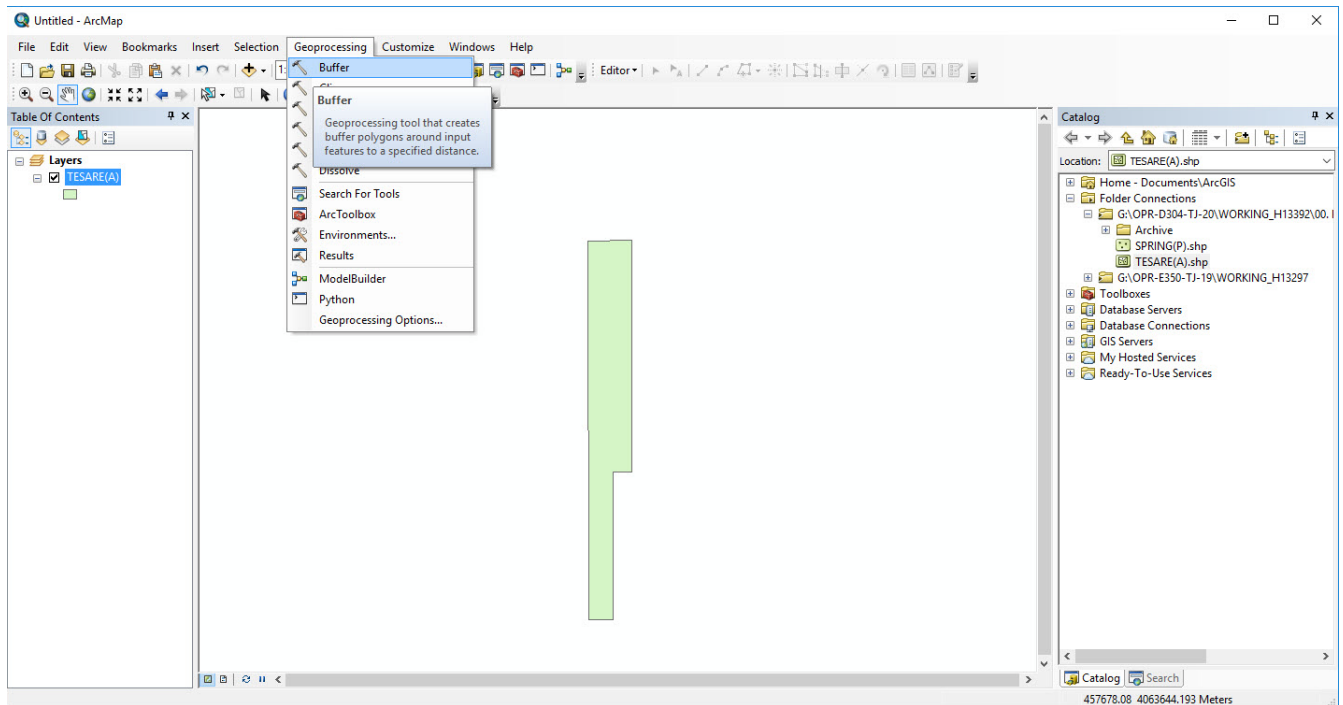 Untitled - ArcMap
File Edit View Bookmarks Insert Selection Geoprocessing Customize Windows Help
Buffer
Editor
Buffer
Geoprocessing tool that creates
buffer polygons around input
features to a specified distance.
Dissolve
Search For Tools
ArcToolbox
Environments...
Results
ModelBuilder
Python
Geoprocessing Options...
Table Of Contents
Layers
TESARE(A)
Catalog
Location: TESARE(A).shp
Home - Documents\ArcGIS
Folder Connections
G:\OPR-D304-TJ-20\WORKING_H13392\00.
Archive
SPRING(P).shp
TESARE(A).shp
G:\OPR-E350-TJ-19\WORKING_H13297
Toolboxes
Database Servers
Database Connections
GIS Servers
My Hosted Services
Ready-To-Use Services
Catalog Search
457678.08 4063644.193 Meters